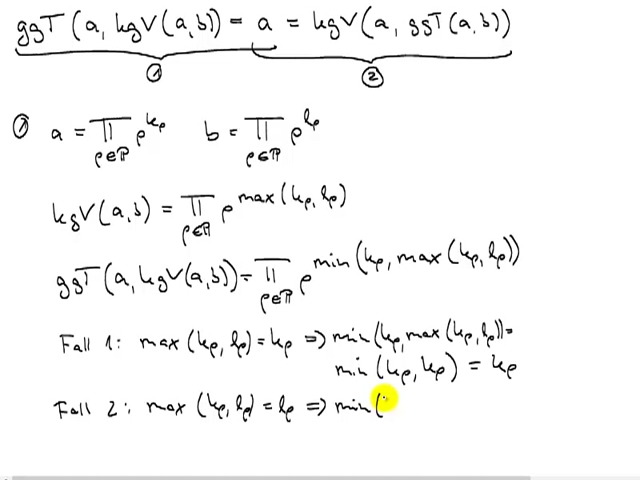 ggT(a, kgV(a,b)) = a = kgV(a, ggT(a,b))
① ②
① a = ∏_{p∈ℙ} p^{k_p} b = ∏_{p∈ℙ} p^{l_p}
kgV(a,b) = ∏_{p∈ℙ} p^{max(k_p, l_p)}
ggT(a, kgV(a,b)) = ∏_{p∈ℙ} p^{min(k_p, max(k_p, l_p))}
Fall 1: max(k_p, l_p) = k_p ⇒ min(k_p, max(k_p, l_p)) =
min(k_p, k_p) = k_p
Fall 2: max(k_p, l_p) = l_p ⇒ min(